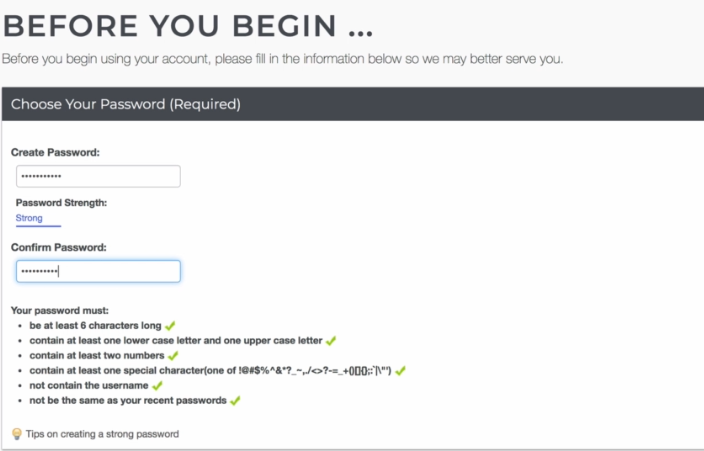 BEFORE YOU BEGIN ...
Before you begin using your account, please fill in the information below so we may better serve you.
Choose Your Password (Required)
Create Password:
•••••••••••
Password Strength:
Strong
Confirm Password:
••••••••••
Your password must:
• be at least 6 characters long
• contain at least one lower case letter and one upper case letter
• contain at least two numbers
• contain at least one special character(one of !@#$%^&*?_~,./<>?-=_+()[]{};:`|\"')
• not contain the username
• not be the same as your recent passwords
Tips on creating a strong password